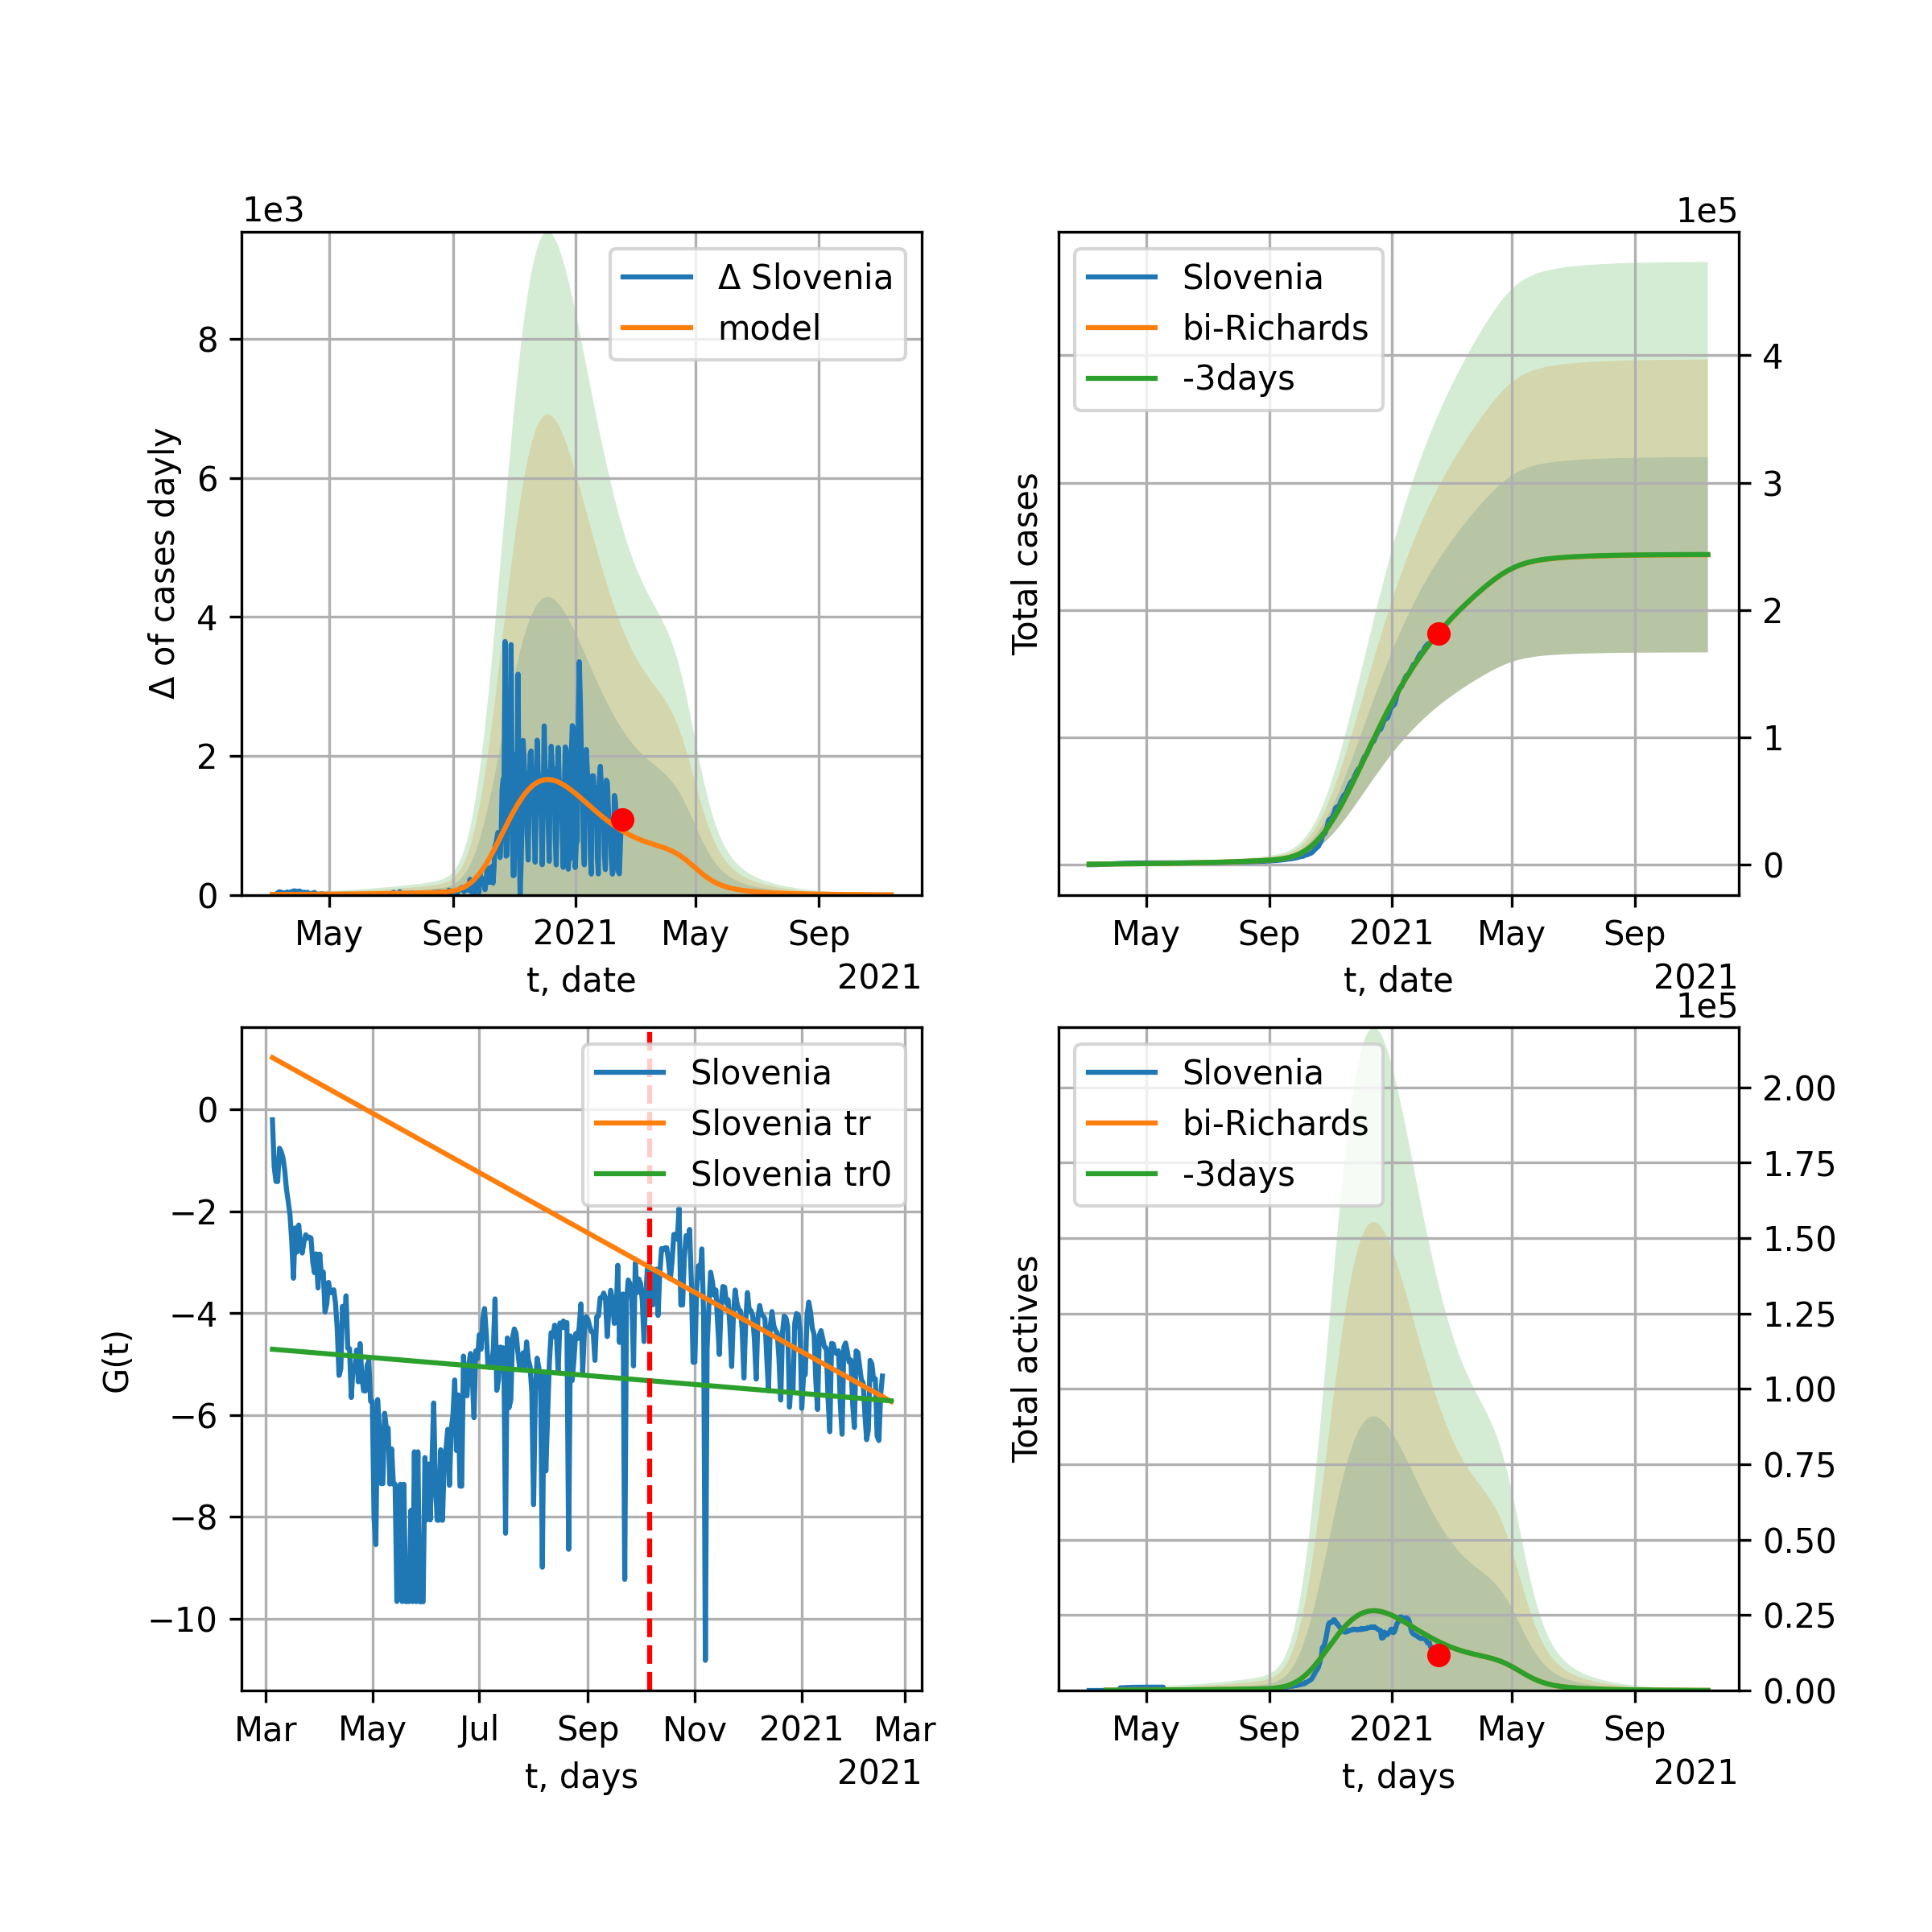 1e3
Δ of cases dayly
8
6
4
2
0
Δ Slovenia
model
May
Sep
2021
May
Sep
t, date
2021
1e5
Total cases
Slovenia
bi-Richards
-3days
4
3
2
1
0
May
Sep
2021
May
Sep
t, date
2021
G(t)
0
−2
−4
−6
−8
−10
Slovenia
Slovenia tr
Slovenia tr0
Mar
May
Jul
Sep
Nov
2021
Mar
t, days
2021
1e5
Total actives
Slovenia
bi-Richards
-3days
2.00
1.75
1.50
1.25
1.00
0.75
0.50
0.25
0.00
May
Sep
2021
May
Sep
t, days
2021